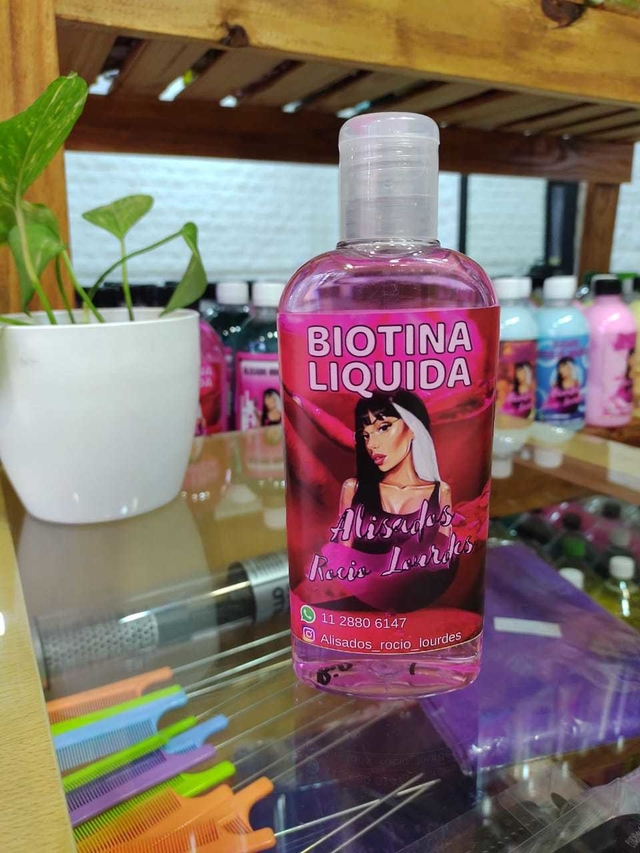 BIOTINA
LIQUIDA
Alisados
Rocio Lourdes
11 2880 6147
Alisados_rocio_lourdes